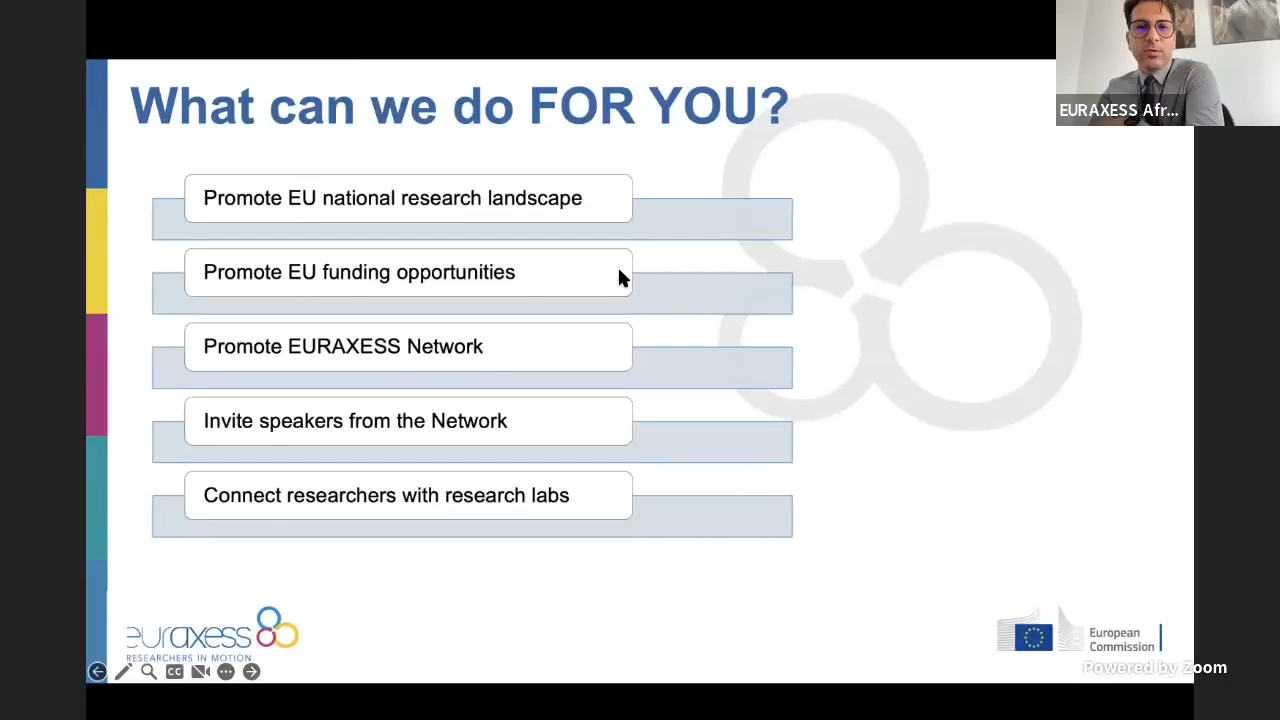 What can we do FOR YOU?
EURAXESS Afr...
Promote EU national research landscape
Promote EU funding opportunities
Promote EURAXESS Network
Invite speakers from the Network
Connect researchers with research labs
euraxess
RESEARCHERS IN MOTION
European
Commission
CC
Powered by Zoom